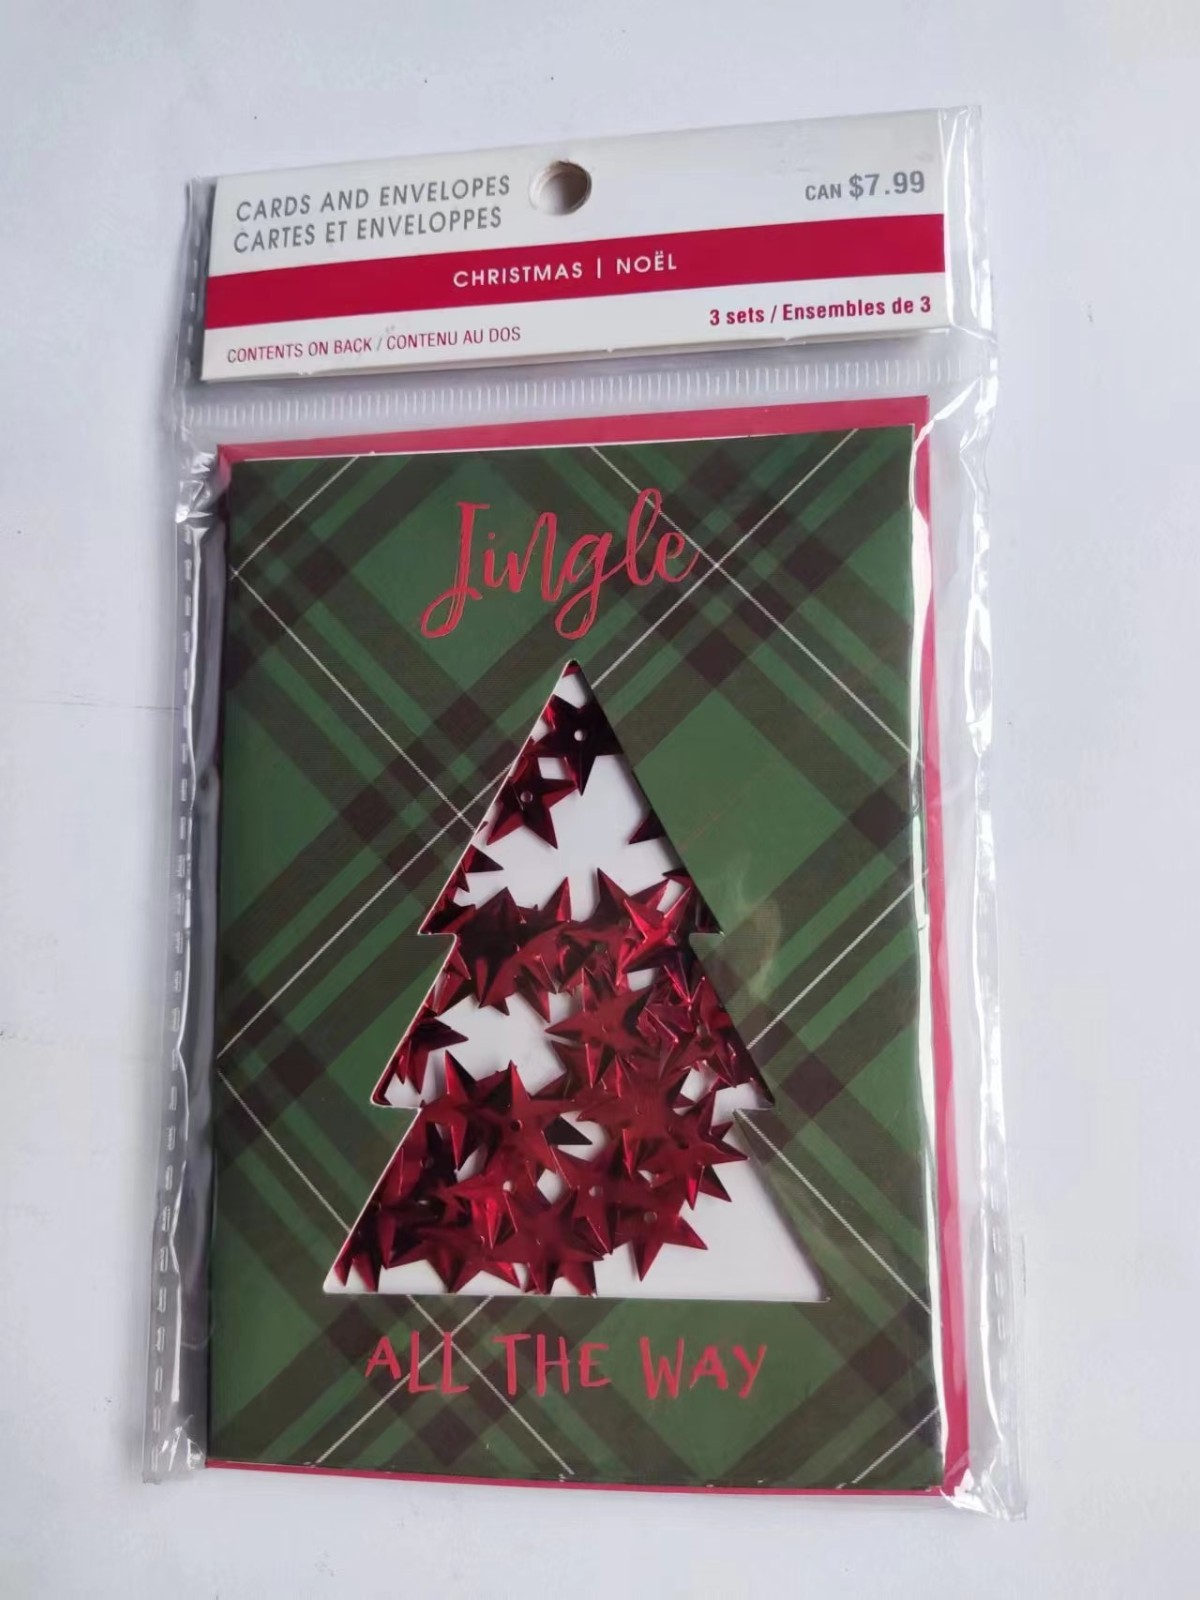 CARDS AND ENVELOPES
CARTES ET ENVELOPPES
CAN $7.99
CHRISTMAS | NOËL
CONTENTS ON BACK / CONTENU AU DOS
3 sets / Ensembles de 3
Jingle
ALL THE WAY